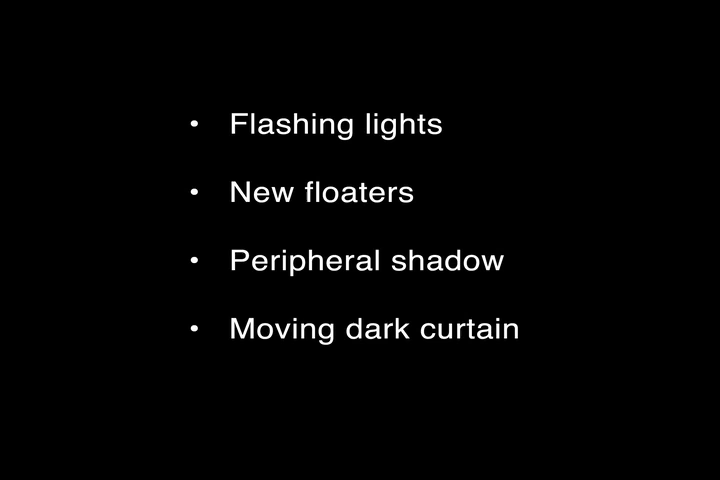 • Flashing lights
• New floaters
• Peripheral shadow
• Moving dark curtain